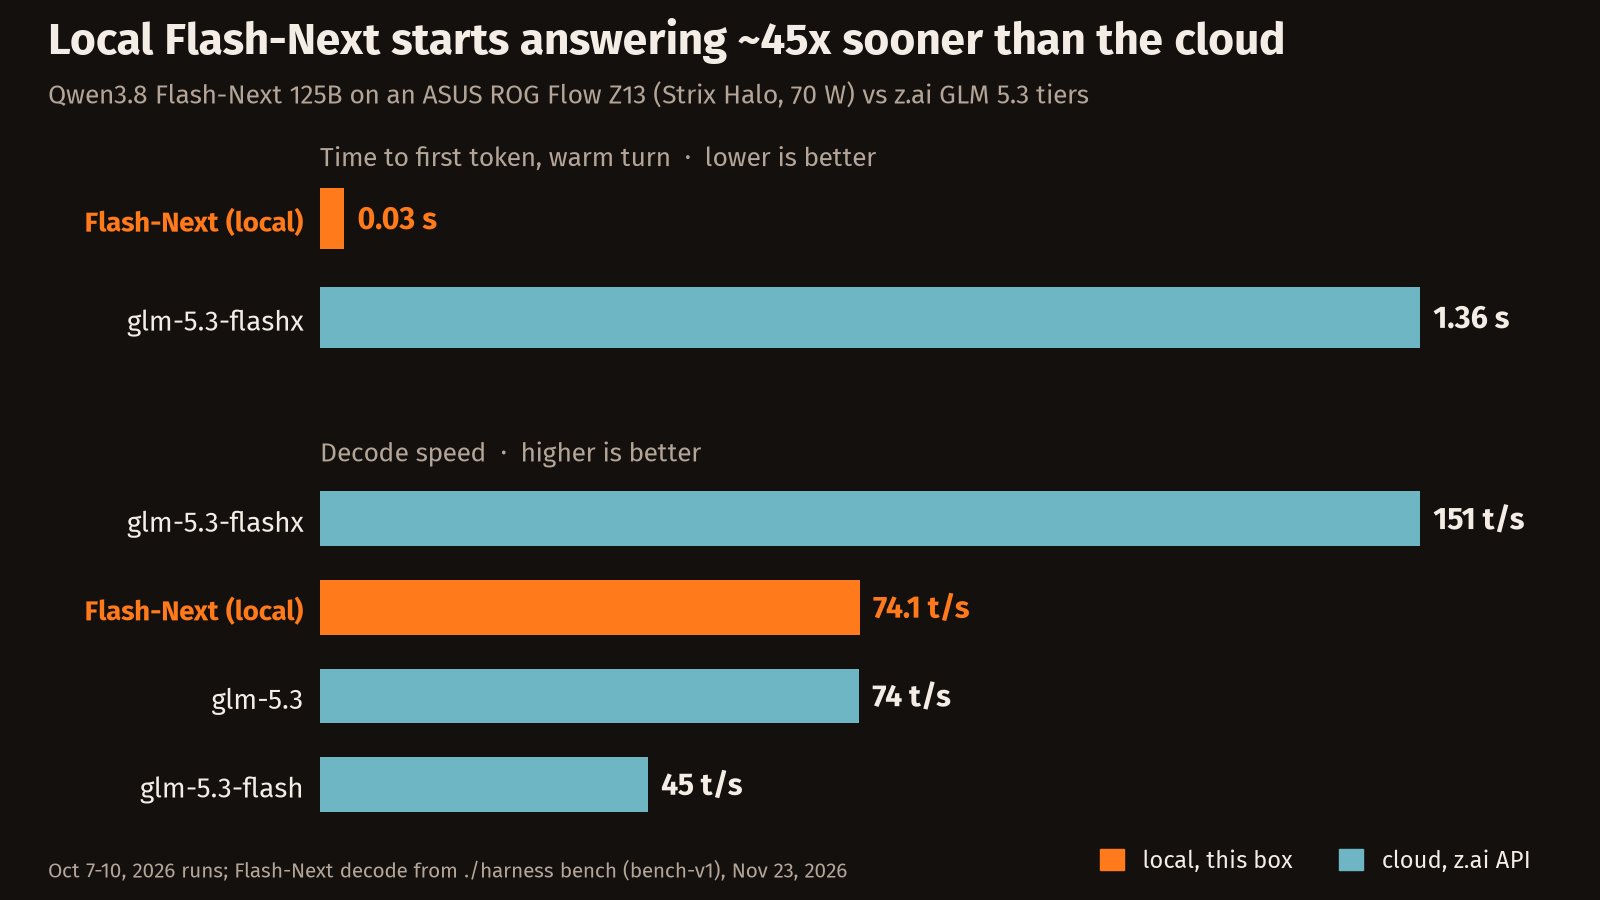 Local Flash-Next starts answering ~45x sooner than the cloud
Qwen3.8 Flash-Next 125B on an ASUS ROG Flow Z13 (Strix Halo, 70 W) vs z.ai GLM 5.3 tiers
Time to first token, warm turn · lower is better
Flash-Next (local) 0.03 s
glm-5.3-flashx 1.36 s
Decode speed · higher is better
glm-5.3-flashx 151 t/s
Flash-Next (local) 74.1 t/s
glm-5.3 74 t/s
glm-5.3-flash 45 t/s
Oct 7-10, 2026 runs; Flash-Next decode from ./harness bench (bench-v1), Nov 23, 2026
local, this box cloud, z.ai API